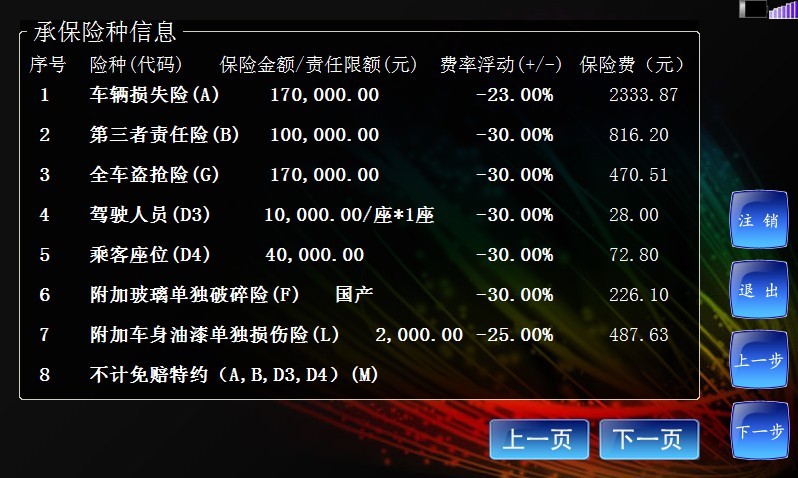 承保险种信息
序号 险种(代码) 保险金额/责任限额(元) 费率浮动(+/-) 保险费（元）
1 车辆损失险(A) 170,000.00 -23.00% 2333.87
2 第三者责任险(B) 100,000.00 -30.00% 816.20
3 全车盗抢险(G) 170,000.00 -30.00% 470.51
4 驾驶人员(D3) 10,000.00/座*1座 -30.00% 28.00
5 乘客座位(D4) 40,000.00 -30.00% 72.80
6 附加玻璃单独破碎险(F) 国产 -30.00% 226.10
7 附加车身油漆单独损伤险(L) 2,000.00 -25.00% 487.63
8 不计免赔特约（A,B,D3,D4）(M)
注 销
退 出
上一步
下一步
上一页 下一页